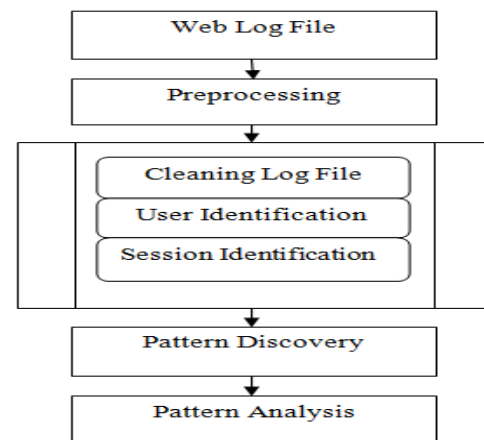 Web Log File
Preprocessing
Cleaning Log File
User Identification
Session Identification
Pattern Discovery
Pattern Analysis